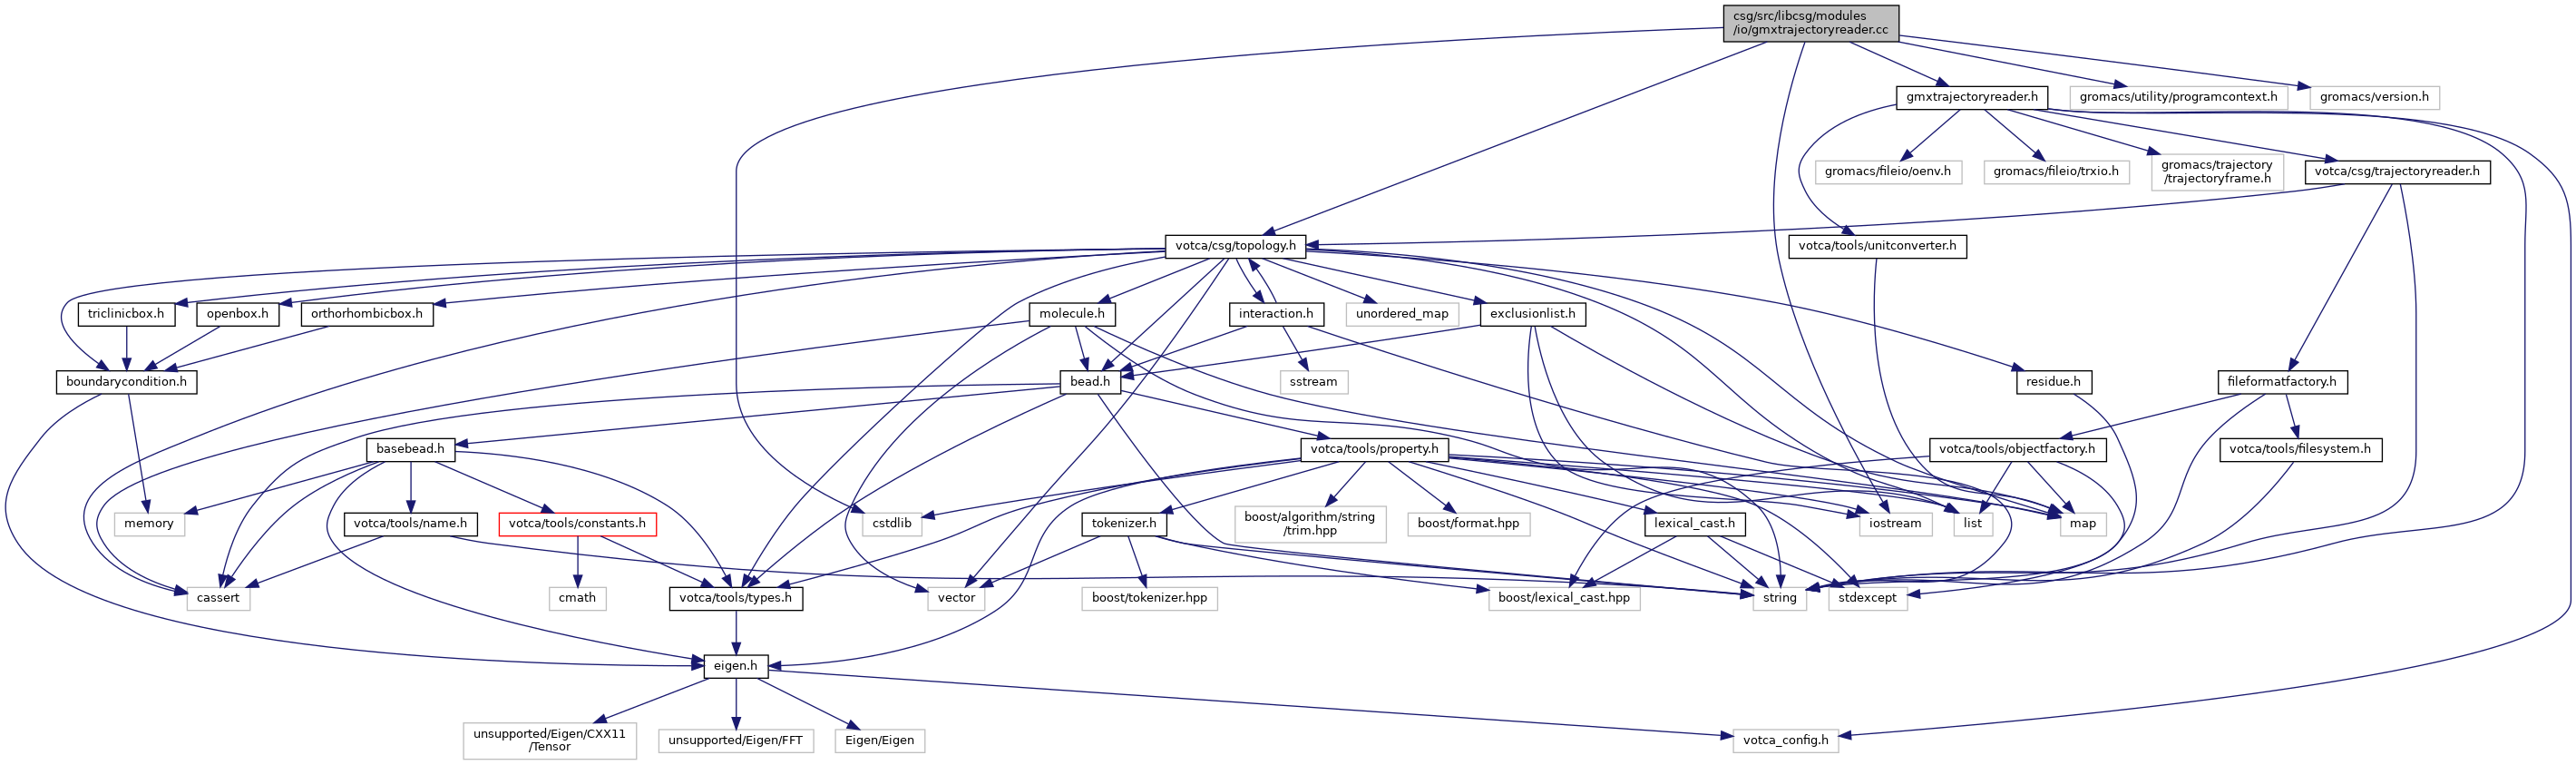 csg/src/libcsg/modules
/io/gmxtrajectoryreader.cc
gmxtrajectoryreader.h
gromacs/utility/programcontext.h
gromacs/version.h
gromacs/fileio/oenv.h
gromacs/fileio/trxio.h
gromacs/trajectory
/trajectoryframe.h
votca/csg/trajectoryreader.h
votca/csg/topology.h
votca/tools/unitconverter.h
triclinicbox.h
openbox.h
orthorhombicbox.h
molecule.h
interaction.h
unordered_map
exclusionlist.h
boundarycondition.h
bead.h
sstream
residue.h
fileformatfactory.h
basebead.h
votca/tools/property.h
votca/tools/objectfactory.h
votca/tools/filesystem.h
memory
votca/tools/name.h
votca/tools/constants.h
cstdlib
tokenizer.h
boost/algorithm/string
/trim.hpp
boost/format.hpp
lexical_cast.h
iostream
list
map
cassert
cmath
votca/tools/types.h
vector
boost/tokenizer.hpp
boost/lexical_cast.hpp
string
stdexcept
eigen.h
unsupported/Eigen/CXX11
/Tensor
unsupported/Eigen/FFT
Eigen/Eigen
votca_config.h